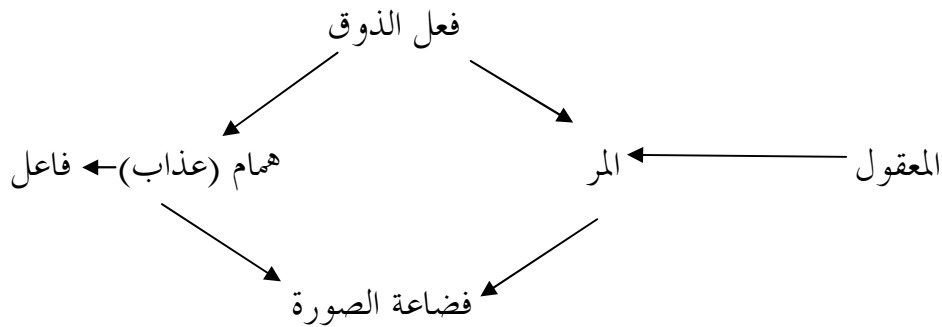 فعل الذوق
المعقول المر همام (عذاب) فاعل
فضاعة الصورة